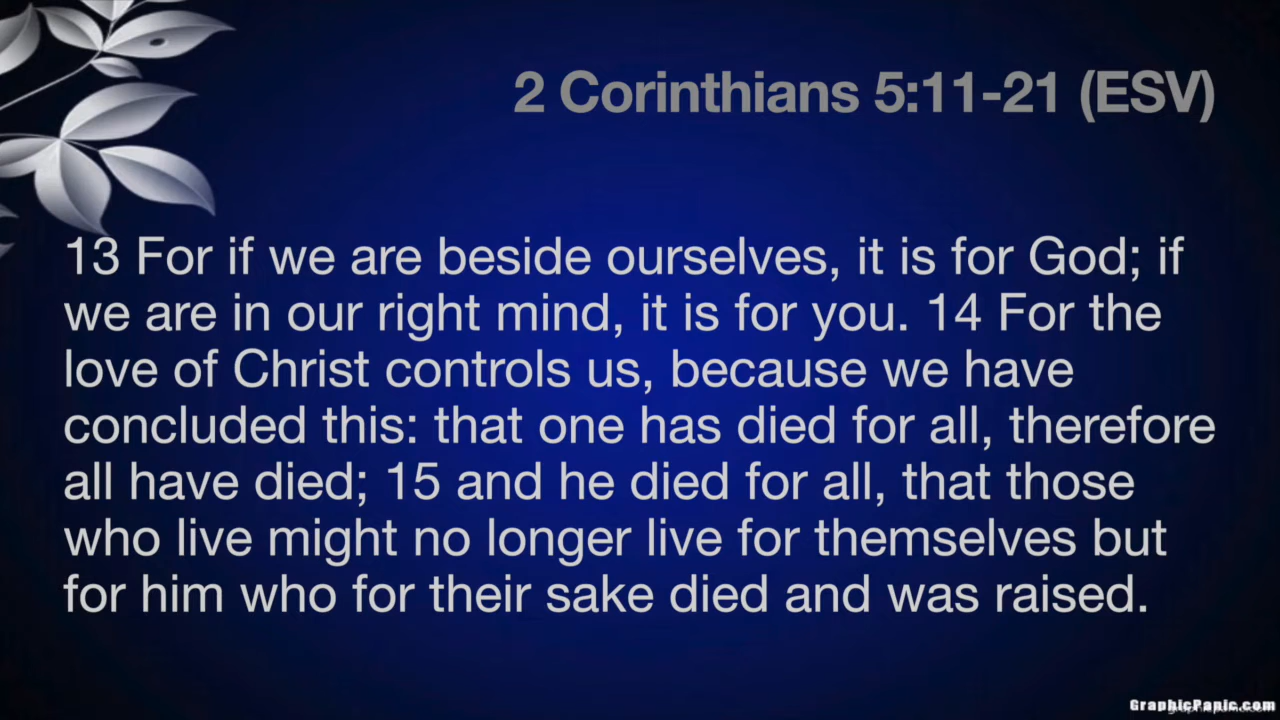 2 Corinthians 5:11-21 (ESV)
13 For if we are beside ourselves, it is for God; if
we are in our right mind, it is for you. 14 For the
love of Christ controls us, because we have
concluded this: that one has died for all, therefore
all have died; 15 and he died for all, that those
who live might no longer live for themselves but
for him who for their sake died and was raised.
GraphicPanic.com